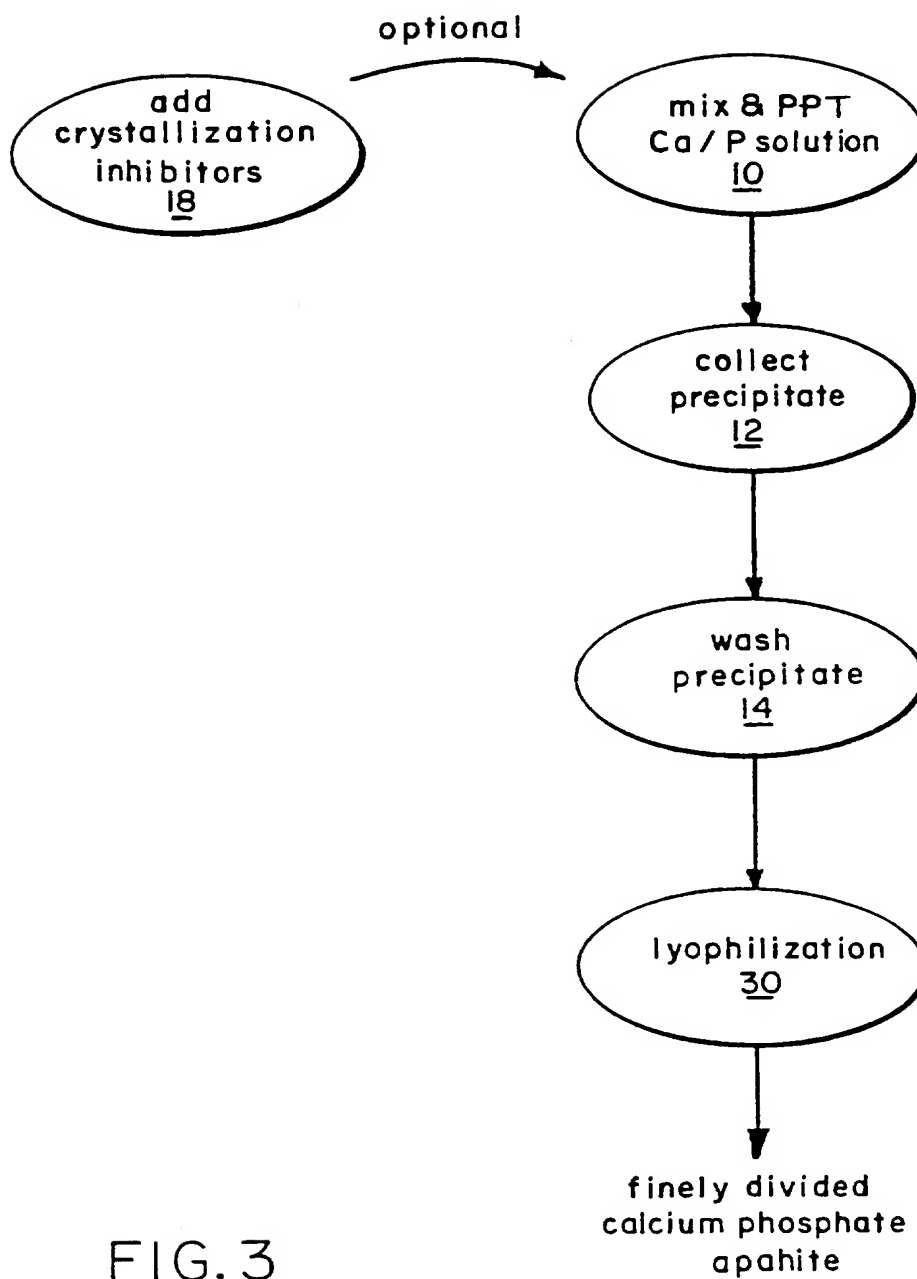 optional
add
crystallization
inhibitors
18
mix & PPT
Ca/P solution
10
collect
precipitate
12
wash
precipitate
14
lyophilization
30
finely divided
calcium phosphate
apahite
FIG.3